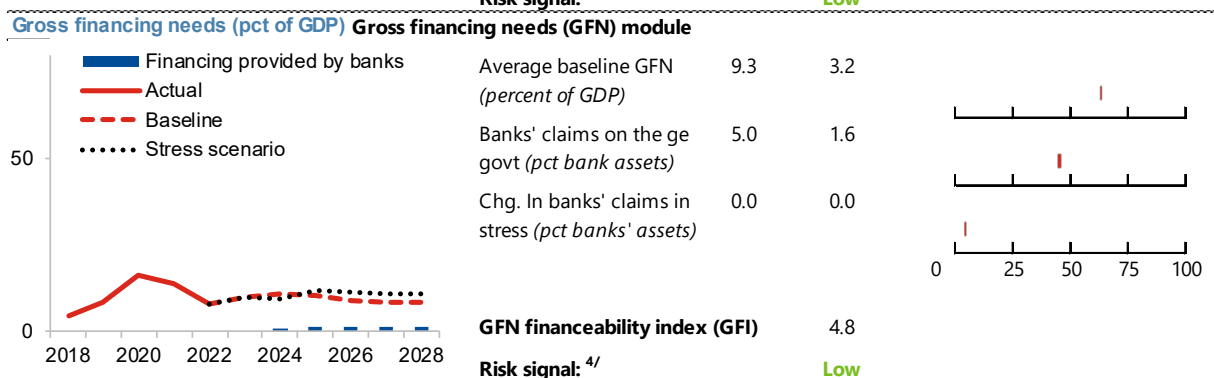 Risk signal: Low
Gross financing needs (pct of GDP) Gross financing needs (GFN) module
Financing provided by banks
Actual
Baseline
Stress scenario
50
0
2018 2020 2022 2024 2026 2028
Average baseline GFN 9.3 3.2
(percent of GDP)
Banks' claims on the ge 5.0 1.6
govt (pct bank assets)
Chg. In banks' claims in 0.0 0.0
stress (pct banks' assets)
0 25 50 75 100
GFN financeability index (GFI) 4.8
Risk signal: 4/ Low